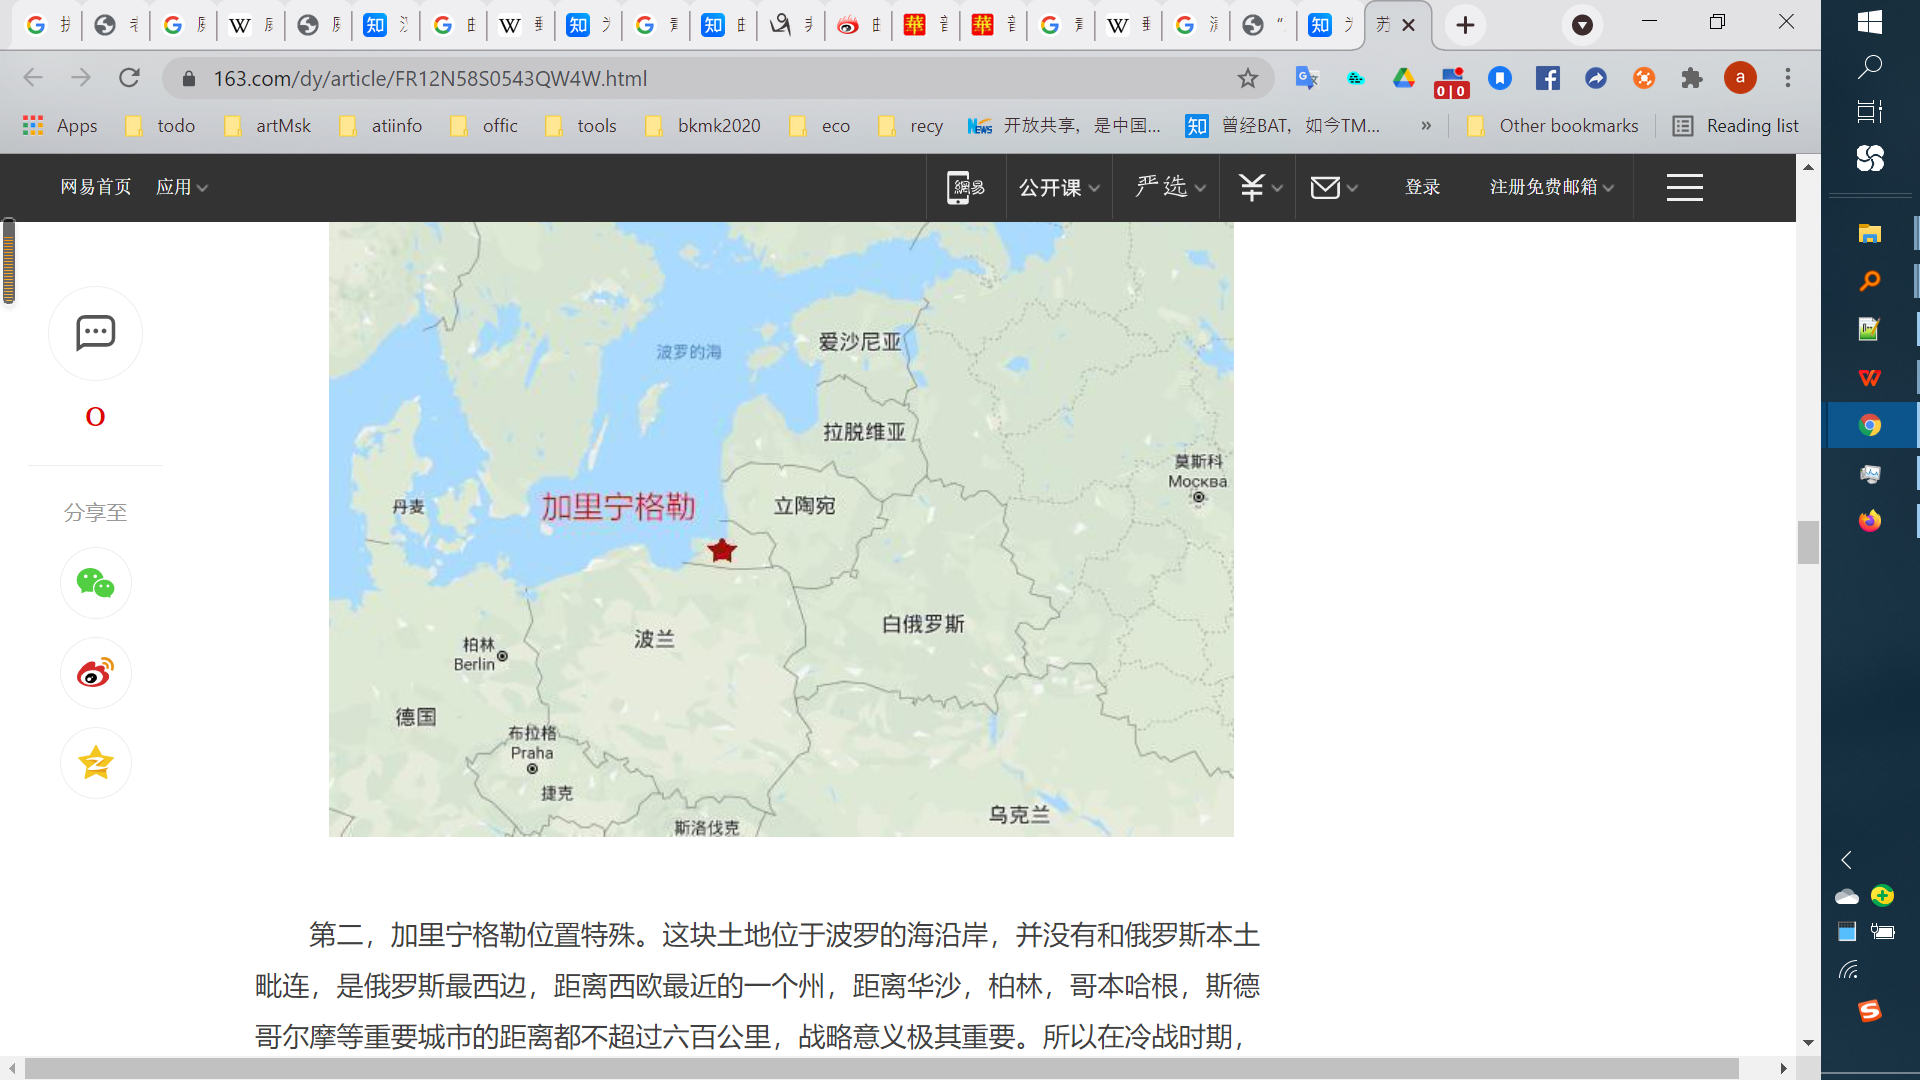 163.com/dy/article/FR12N58S0543QW4W.html
0 | 0
a
Apps
todo
artMsk
atiinfo
offic
tools
bkmk2020
eco
recy
NEWS
开放共享，是中国...
知
曾经BAT，如今TM...
»
Other bookmarks
Reading list
网易首页
应用
網易
公开课
严选
登录
注册免费邮箱
0
分享至
波罗的海
爱沙尼亚
拉脱维亚
莫斯科
Москва
丹麦
加里宁格勒
立陶宛
白俄罗斯
柏林
Berlin
波兰
德国
布拉格
Praha
捷克
斯洛伐克
乌克兰
第二，加里宁格勒位置特殊。这块土地位于波罗的海沿岸，并没有和俄罗斯本土
毗连，是俄罗斯最西边，距离西欧最近的一个州，距离华沙，柏林，哥本哈根，斯德
哥尔摩等重要城市的距离都不超过六百公里，战略意义极其重要。所以在冷战时期，